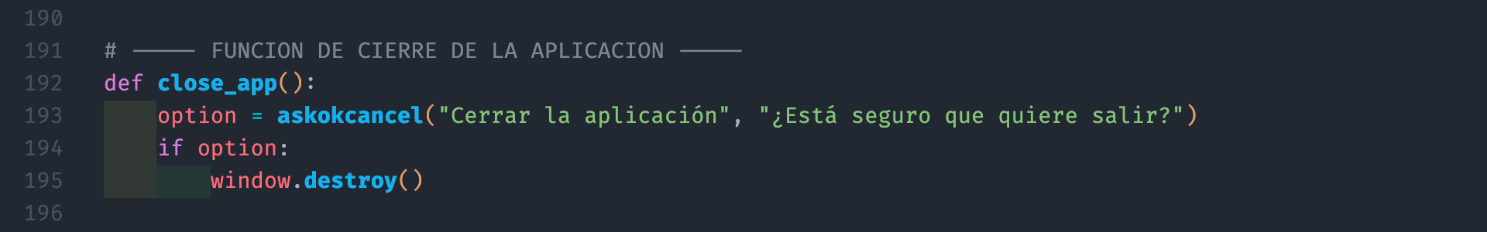 190
191 # ----- FUNCION DE CIERRE DE LA APLICACION -----
192 def close_app():
193     option = askokcancel("Cerrar la aplicación", "¿Está seguro que quiere salir?")
194     if option:
195         window.destroy()
196